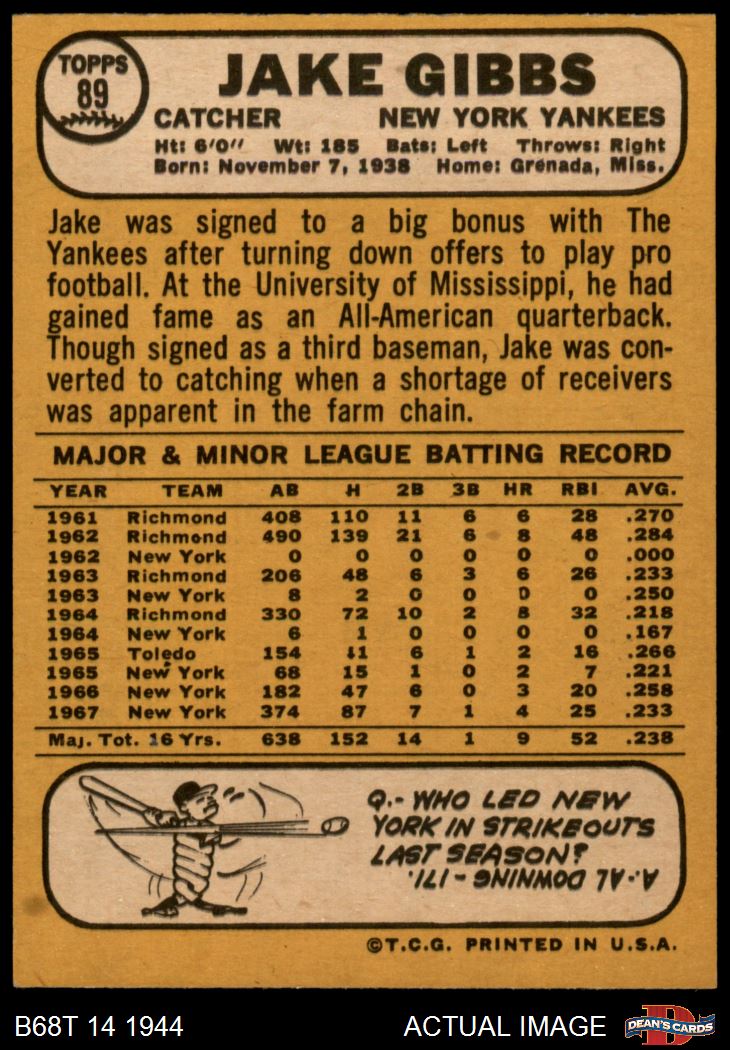 TOPPS
89
JAKE GIBBS
CATCHER NEW YORK YANKEES
Ht: 6'0" Wt: 185 Bats: Left Throws: Right
Born: November 7, 1938 Home: Grenada, Miss.
Jake was signed to a big bonus with The
Yankees after turning down offers to play pro
football. At the University of Mississippi, he had
gained fame as an All-American quarterback.
Though signed as a third baseman, Jake was con-
verted to catching when a shortage of receivers
was apparent in the farm chain.
MAJOR & MINOR LEAGUE BATTING RECORD
YEAR TEAM AB H 2B 3B HR RBI AVG.
1961 Richmond 408 110 11 6 6 28 .270
1962 Richmond 490 139 21 6 8 48 .284
1962 New York 0 0 0 0 0 0 .000
1963 Richmond 206 48 6 3 6 26 .233
1963 New York 8 2 0 0 0 0 .250
1964 Richmond 330 72 10 2 8 32 .218
1964 New York 6 1 0 0 0 0 .167
1965 Toledo 154 41 6 1 2 16 .266
1965 New York 68 15 1 0 2 7 .221
1966 New York 182 47 6 0 3 20 .258
1967 New York 374 87 7 1 4 25 .233
Maj. Tot. 16 Yrs. 638 152 14 1 9 52 .238
Q.- WHO LED NEW
YORK IN STRIKEOUTS
LAST SEASON?
A.- AL DOWNING - 171.
©T.C.G. PRINTED IN U.S.A.
B68T 14 1944 ACTUAL IMAGE
D
DEAN'S CARDS